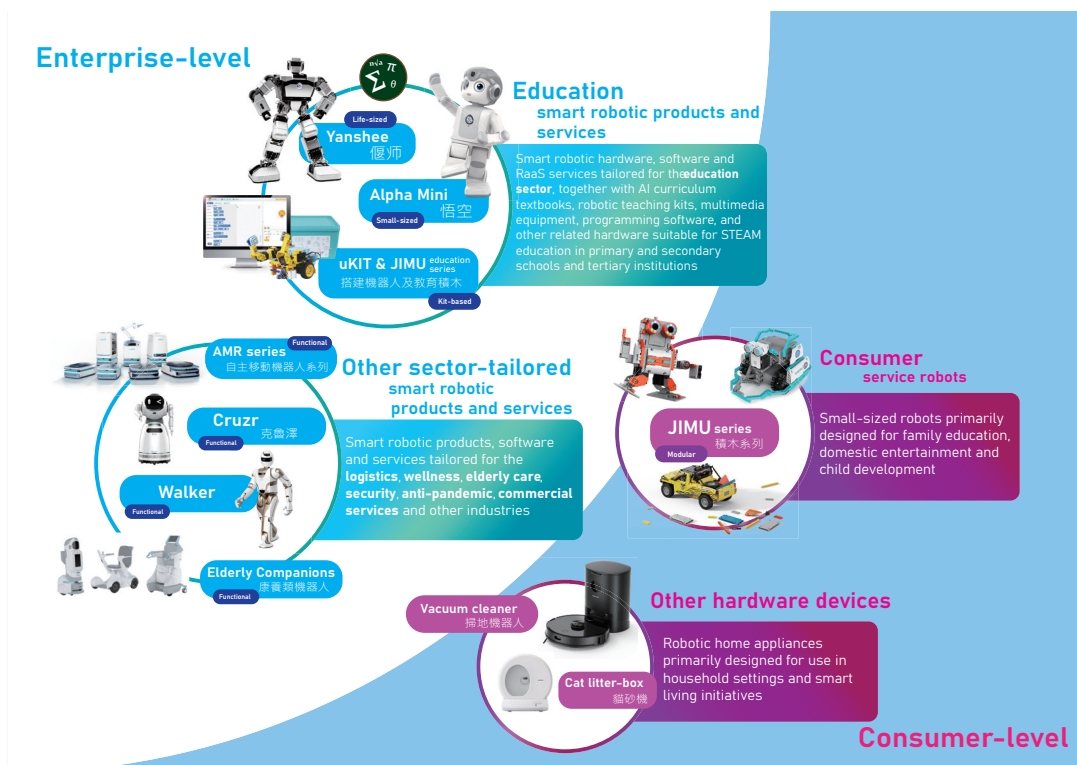 Enterprise-level
n√a π
Σ θ
Life-sized
Yanshee
偃师
Alpha Mini
悟空
Small-sized
uKIT & JIMU education series
搭建機器人及教育積木
Kit-based
Education
smart robotic products and
services
Smart robotic hardware, software and
RaaS services tailored for the education
sector, together with AI curriculum
textbooks, robotic teaching kits, multimedia
equipment, programming software, and
other related hardware suitable for STEAM
education in primary and secondary
schools and tertiary institutions
Functional
AMR series
自主移動機器人系列
Cruzr
克魯澤
Functional
Walker
Functional
Elderly Companions
康養類機器人
Functional
Other sector-tailored
smart robotic
products and services
Smart robotic products, software
and services tailored for the
logistics, wellness, elderly care,
security, anti-pandemic, commercial
services and other industries
JIMU series
積木系列
Modular
Consumer
service robots
Small-sized robots primarily
designed for family education,
domestic entertainment and
child development
Vacuum cleaner
掃地機器人
Cat litter-box
貓砂機
Other hardware devices
Robotic home appliances
primarily designed for use in
household settings and smart
living initiatives
Consumer-level